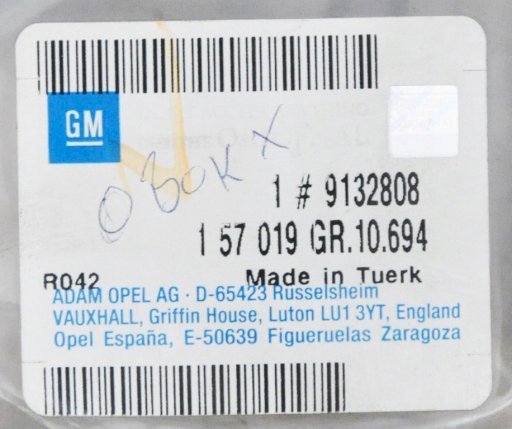 GM
1 # 9132808
1 57 019 GR.10.694
R042 Made in Tuerk
ADAM OPEL AG · D-65423 Rüsselsheim
VAUXHALL, Griffin House, Luton LU1 3YT, England
Opel España, E-50639 Figueruelas Zaragoza